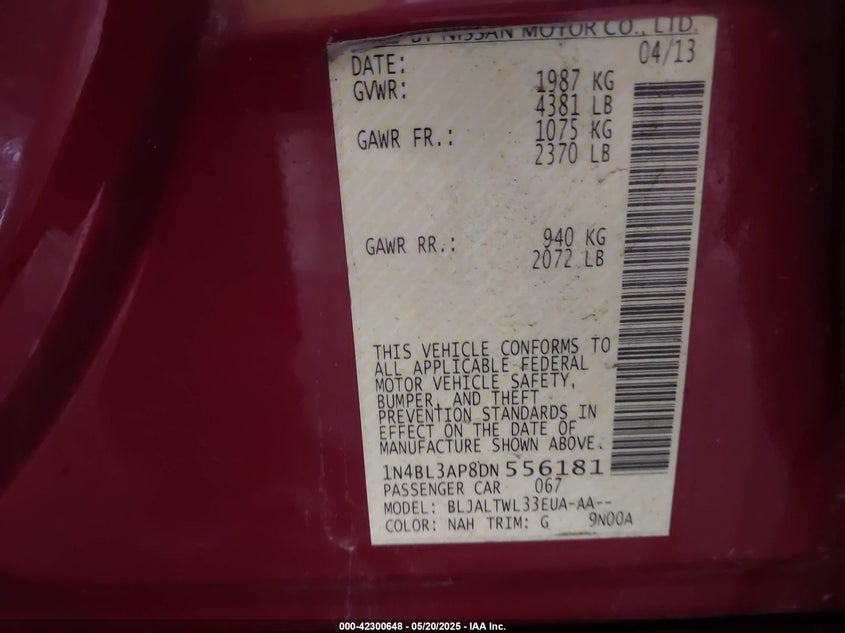 BY NISSAN MOTOR CO., LTD.
DATE: 04/13
GVWR: 1987 KG
4381 LB
GAWR FR.: 1075 KG
2370 LB
GAWR RR.: 940 KG
2072 LB
THIS VEHICLE CONFORMS TO
ALL APPLICABLE FEDERAL
MOTOR VEHICLE SAFETY,
BUMPER, AND THEFT
PREVENTION STANDARDS IN
EFFECT ON THE DATE OF
MANUFACTURE SHOWN ABOVE.
1N4BL3AP8DN 556181
PASSENGER CAR 067
MODEL: BLJALTWL33EUA-AA--
COLOR: NAH TRIM: G 9N00A
000-42300648 - 05/20/2025 - IAA Inc.